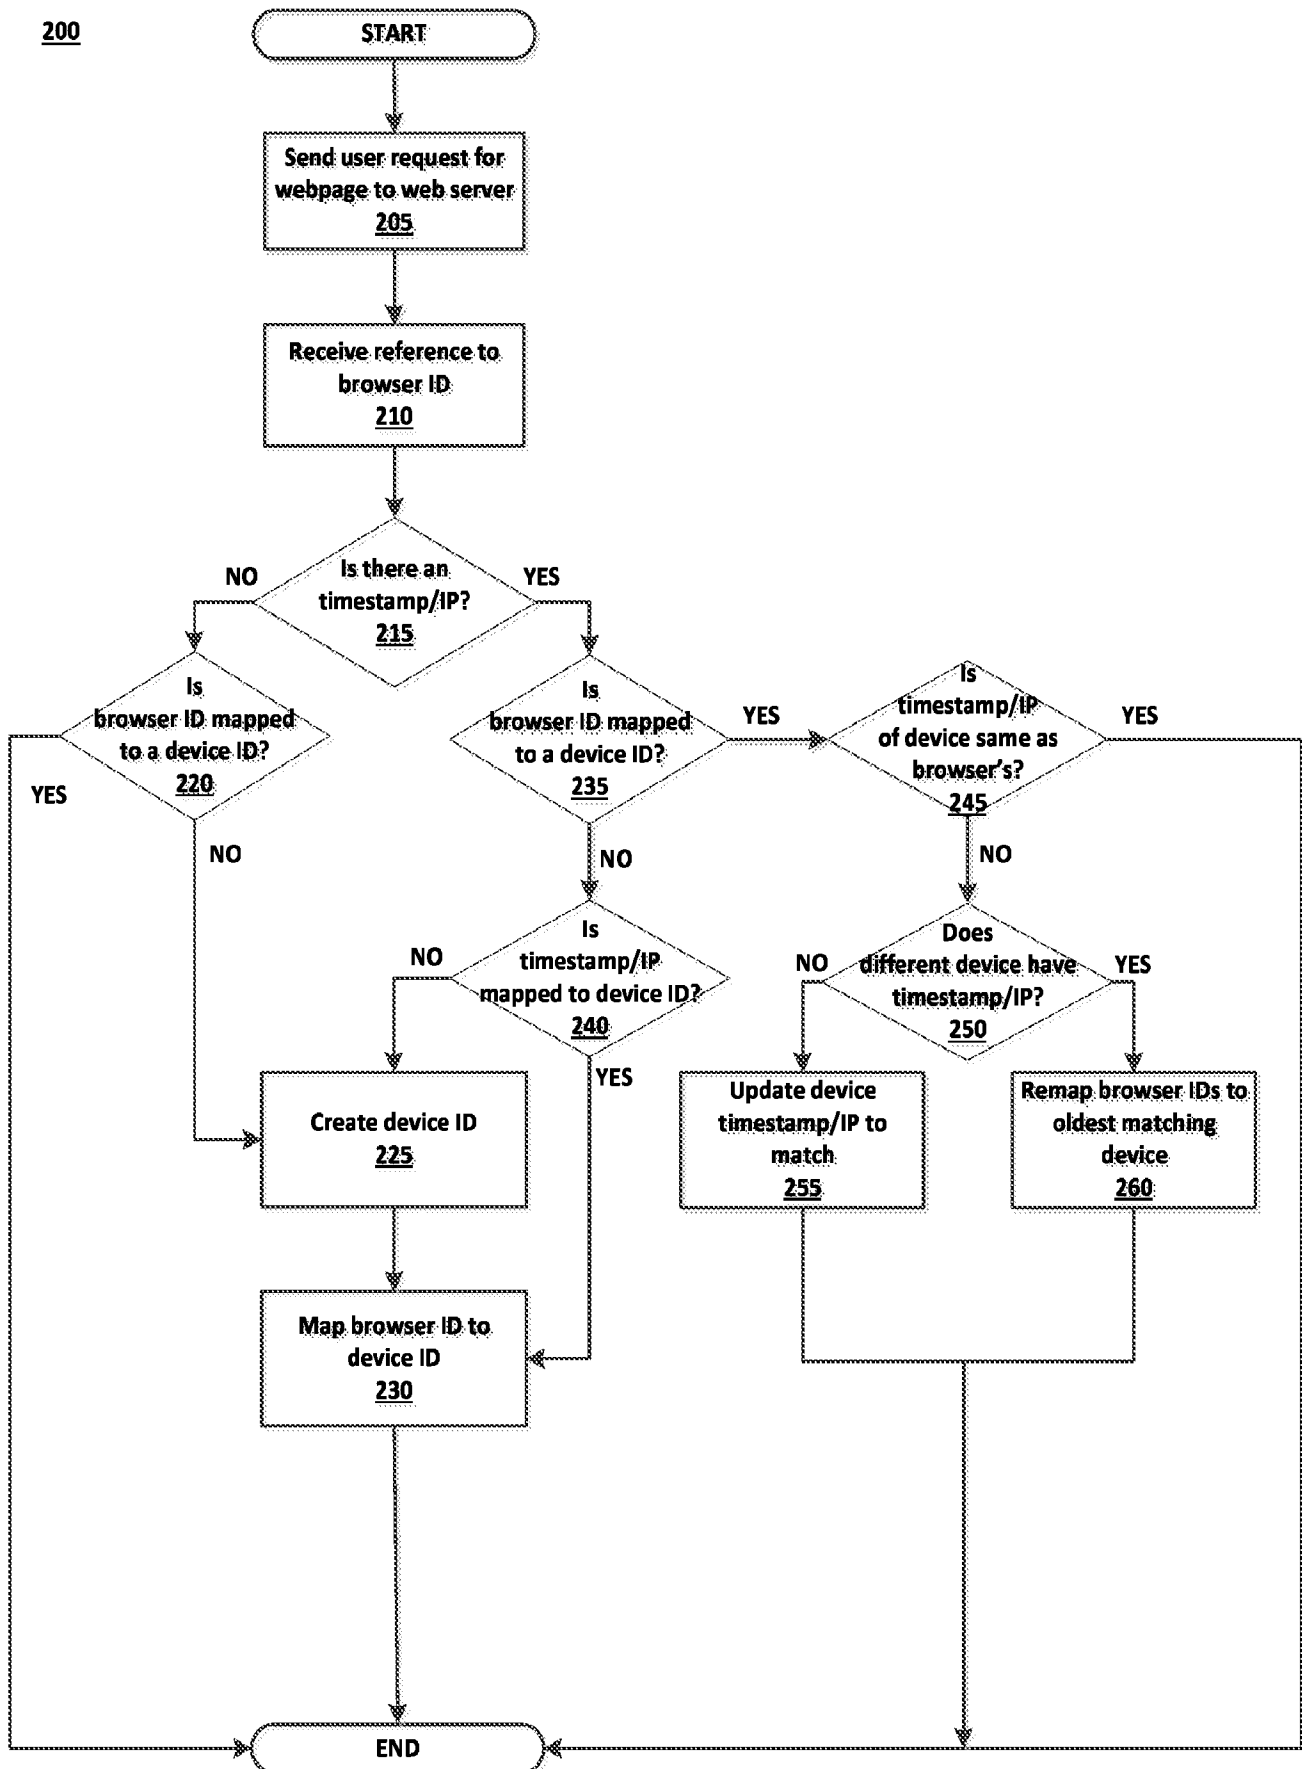 200
START
Send user request for
webpage to web server
205
Receive reference to
browser ID
210
Is there an
timestamp/IP?
215
NO
YES
Is
browser ID mapped
to a device ID?
220
YES
NO
Is
browser ID mapped
to a device ID?
235
YES
NO
Is
timestamp/IP
of device same as
browser's?
245
YES
NO
Is
timestamp/IP
mapped to device ID?
240
NO
YES
Does
different device have
timestamp/IP?
250
NO
YES
Create device ID
225
Update device
timestamp/IP to
match
255
Remap browser IDs to
oldest matching
device
260
Map browser ID to
device ID
230
END